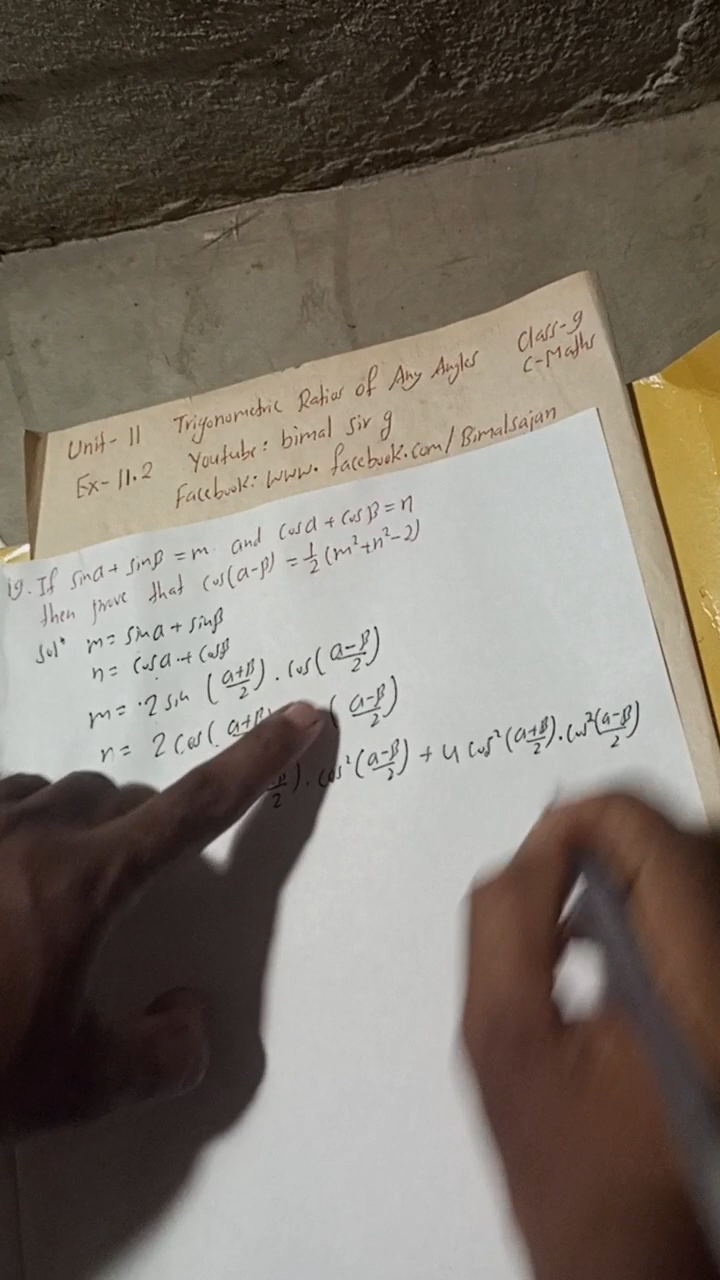 Unit- 11 Trigonometric Ratios of Any Angles Class-9
Ex- 11.2 Youtube: bimal sir g C-Maths
Facebook: www. facebook.com/Bimalsajan
19. If sinα + sinβ = m and cosα + cosβ = n
then prove that cos(α-β) = 1/2 (m²+n²-2)
Solⁿ m = sinα + sinβ
n = cosα + cosβ
m = 2 sin (α+β/2) . cos (α-β/2)
n = 2 cos (α+β (α-β/2)
/2) . cos² (α-β/2) + 4 cos² (α+β/2) . cos² (α-β/2)